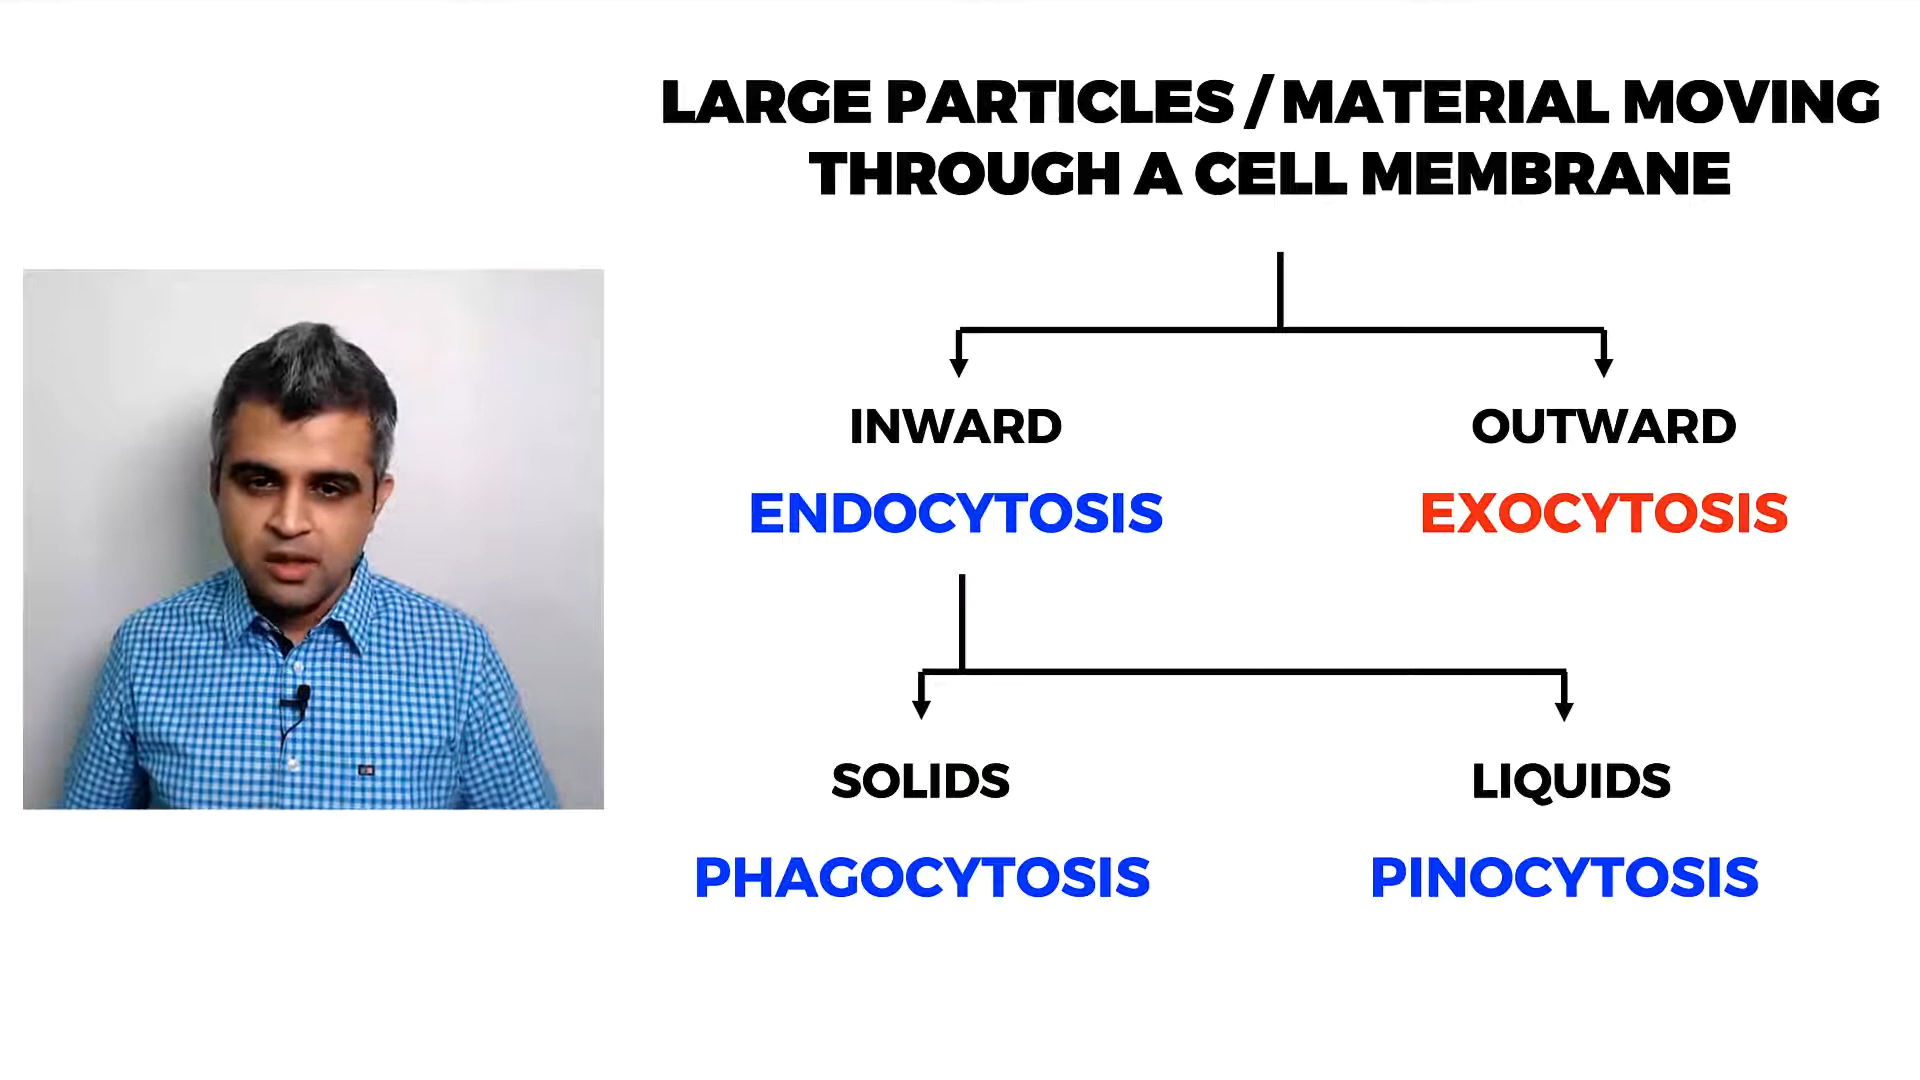 LARGE PARTICLES / MATERIAL MOVING
THROUGH A CELL MEMBRANE
INWARD
OUTWARD
ENDOCYTOSIS
EXOCYTOSIS
SOLIDS
LIQUIDS
PHAGOCYTOSIS
PINOCYTOSIS